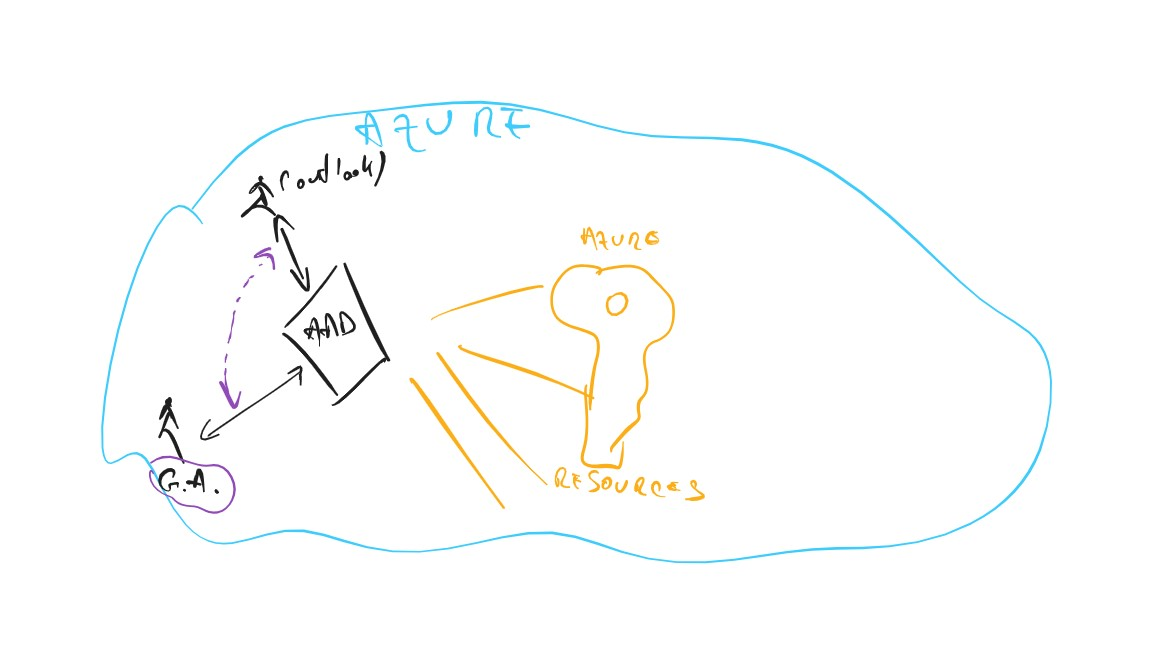 AZURE
(outlook)
AZURE
AAD
G.A.
RESOURCES